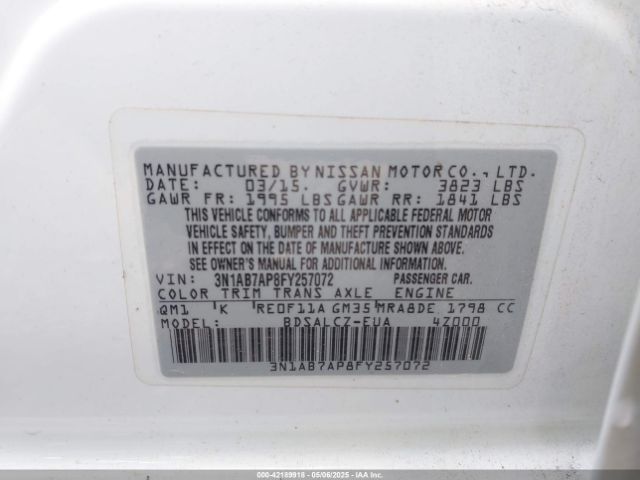 MANUFACTURED BY NISSAN MOTOR CO., LTD.
DATE: 03/15. GVWR: 3823 LBS
GAWR FR: 1995 LBS GAWR RR: 1841 LBS
THIS VEHICLE CONFORMS TO ALL APPLICABLE FEDERAL MOTOR
VEHICLE SAFETY, BUMPER AND THEFT PREVENTION STANDARDS
IN EFFECT ON THE DATE OF MANUFACTURE SHOWN ABOVE.
SEE OWNER'S MANUAL FOR ADDITIONAL INFORMATION.
VIN: 3N1AB7AP8FY257072 PASSENGER CAR.
COLOR TRIM TRANS AXLE ENGINE
QM1 K RE0F11A GM35 MRA8DE 1798 CC
MODEL: BDSALCZ-EUA 4Z000
3N1AB7AP8FY257072
000-42189918 - 05/06/2025 - IAAI.COM